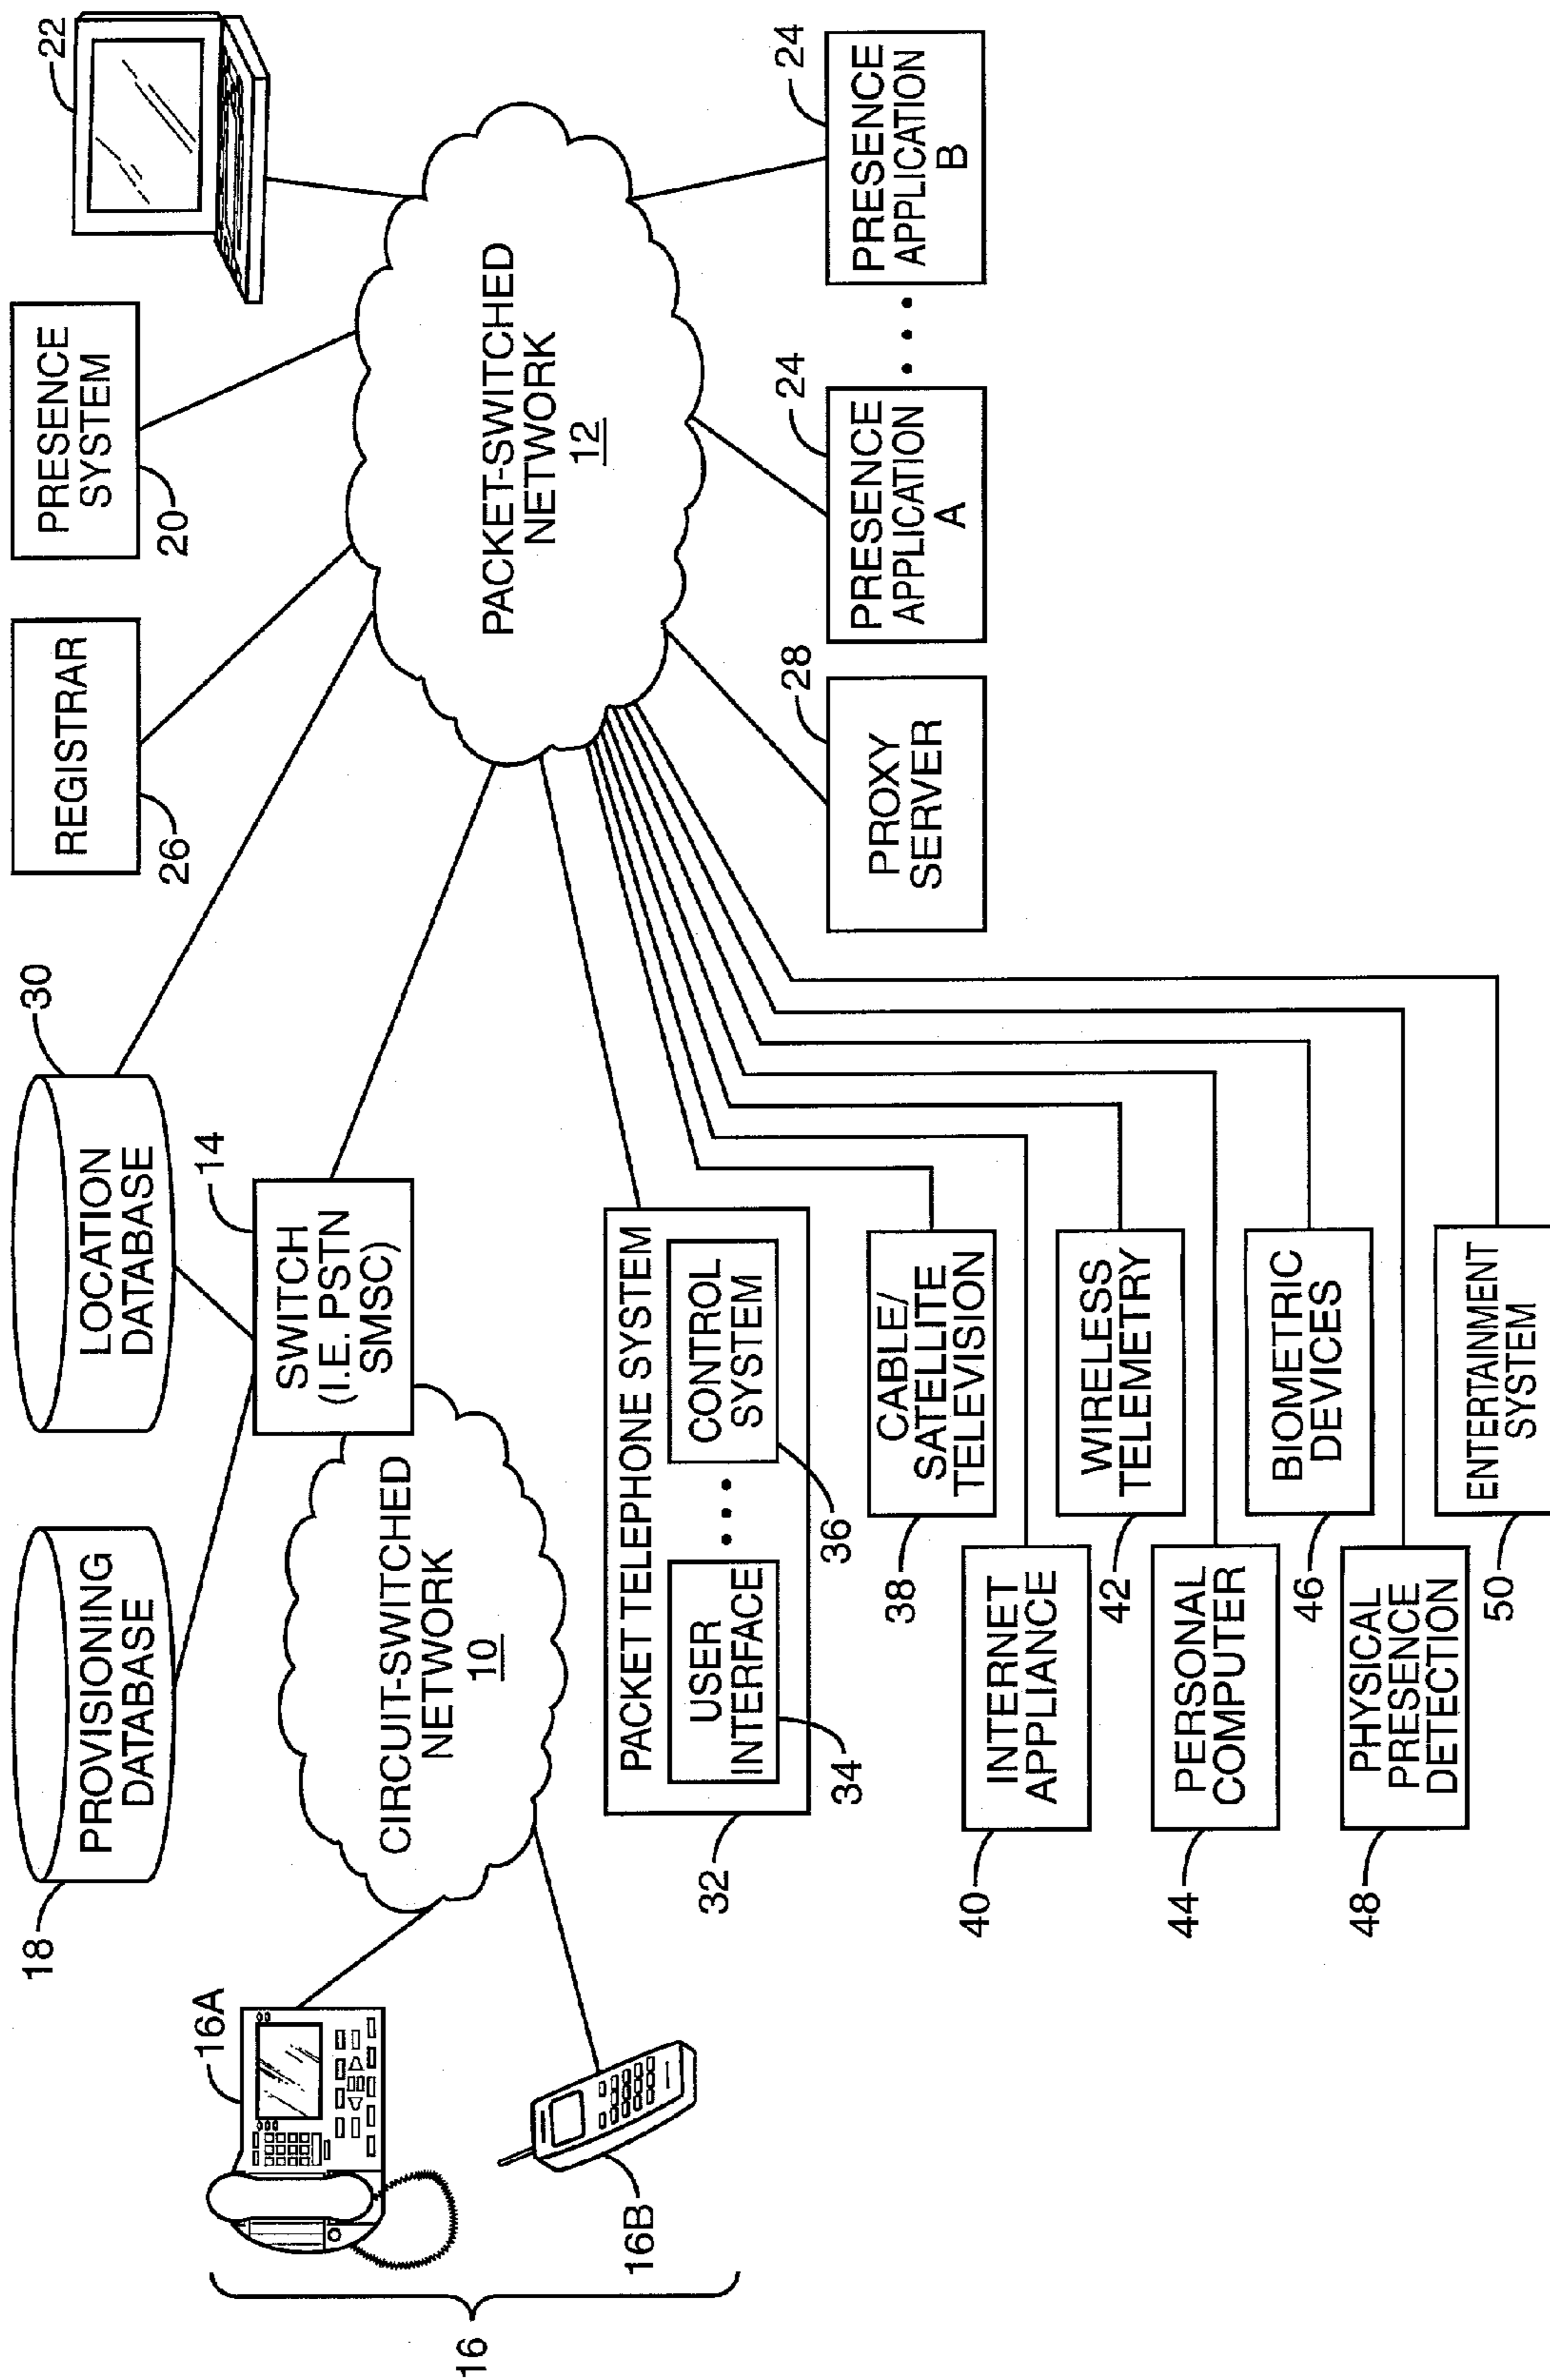 18
PROVISIONING
DATABASE
LOCATION
DATABASE
30
REGISTRAR
26
PRESENCE
SYSTEM
20
22
16A
16B
16
CIRCUIT-SWITCHED
NETWORK
10
SWITCH
(I.E. PSTN
SMSC)
14
PACKET-SWITCHED
NETWORK
12
PACKET TELEPHONE SYSTEM
USER
INTERFACE
CONTROL
SYSTEM
32
34
36
CABLE/
SATELLITE
TELEVISION
38
INTERNET
APPLIANCE
40
WIRELESS
TELEMETRY
42
PERSONAL
COMPUTER
44
BIOMETRIC
DEVICES
46
PHYSICAL
PRESENCE
DETECTION
48
ENTERTAINMENT
SYSTEM
50
PROXY
SERVER
28
PRESENCE
APPLICATION
A
24
PRESENCE
APPLICATION
B
24